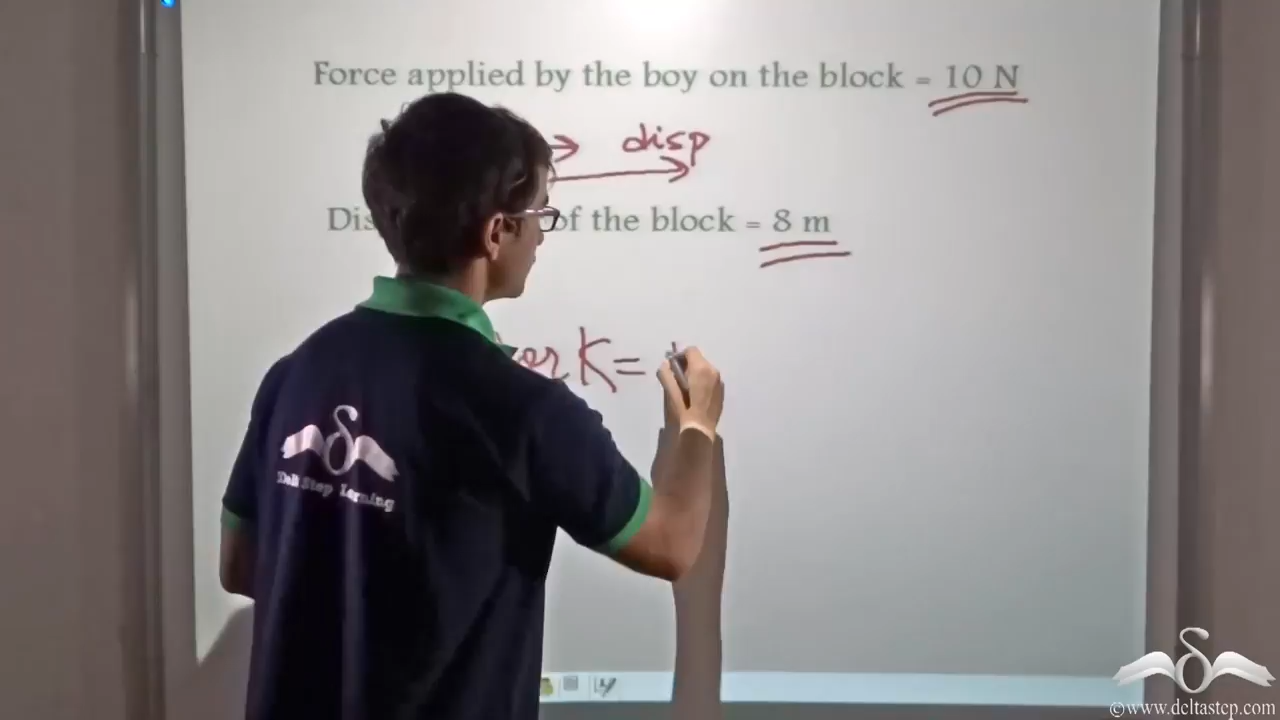 Force applied by the boy on the block = 10 N
disp
of the block = 8 m
=
Delta Step Learning
©www.deltastep.com